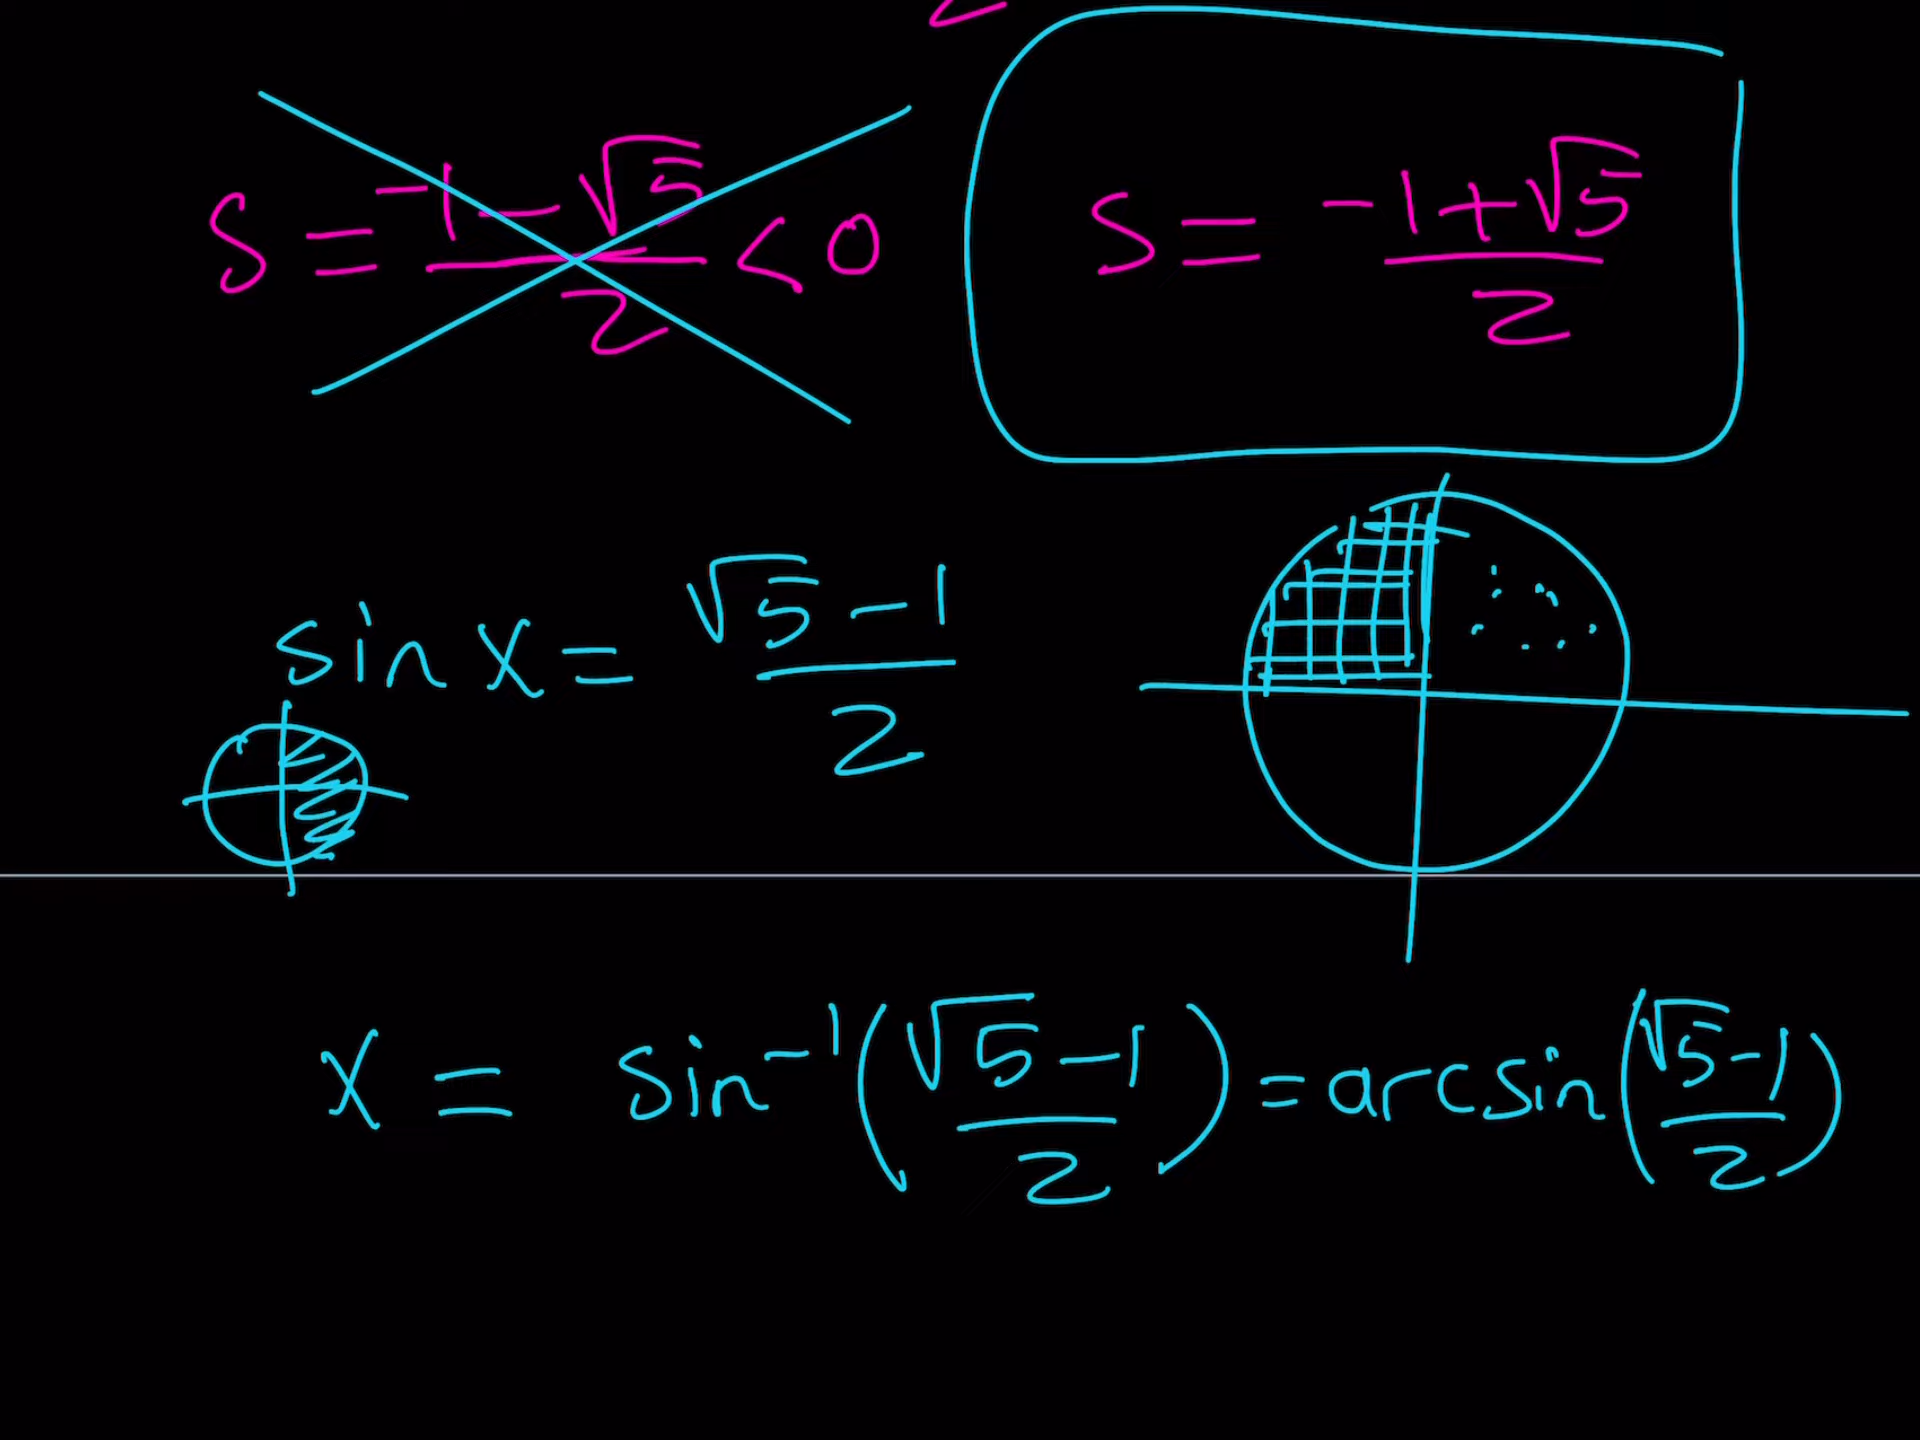 S = (-1 - √5)/2 < 0
S = (-1 + √5)/2
sin x = (√5 - 1)/2
x = sin⁻¹((√5 - 1)/2) = arcsin((√5 - 1)/2)